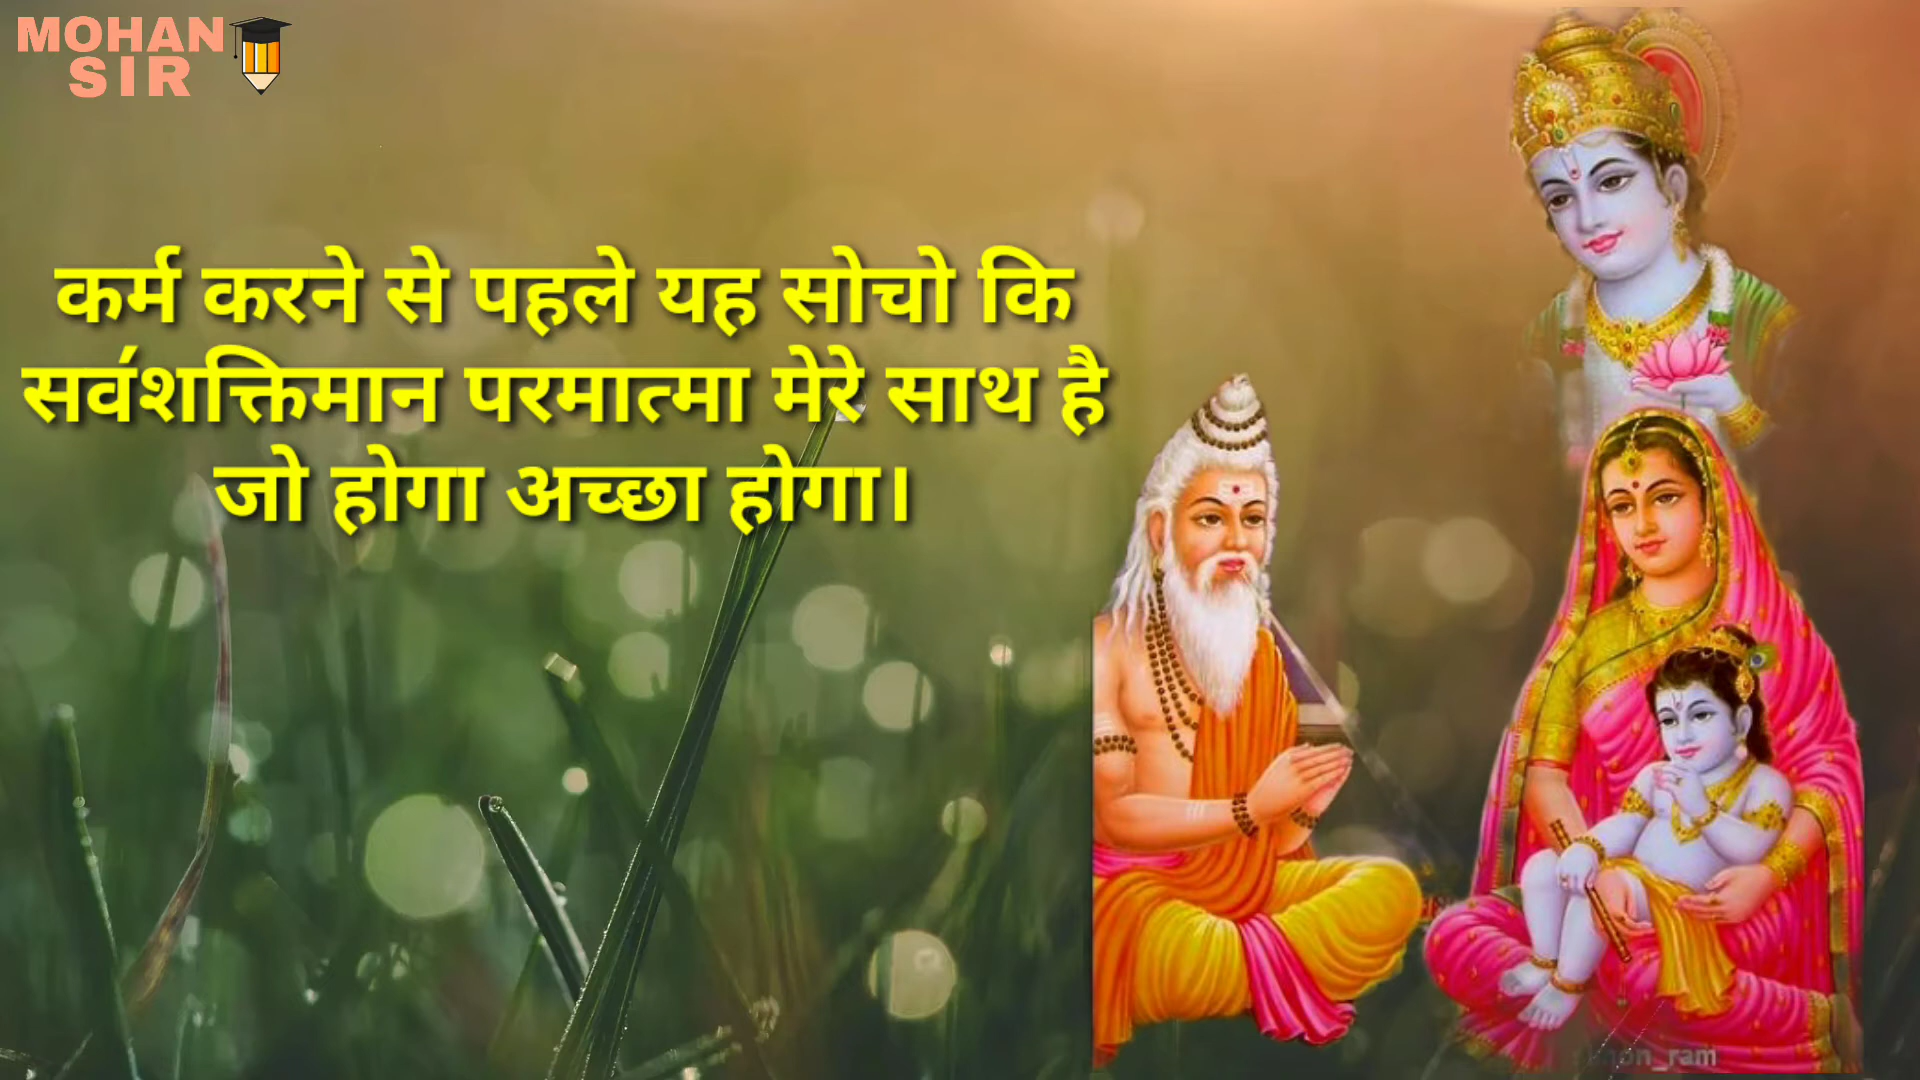 MOHAN
SIR
कर्म करने से पहले यह सोचो कि
सर्वशक्तिमान परमात्मा मेरे साथ है
जो होगा अच्छा होगा।